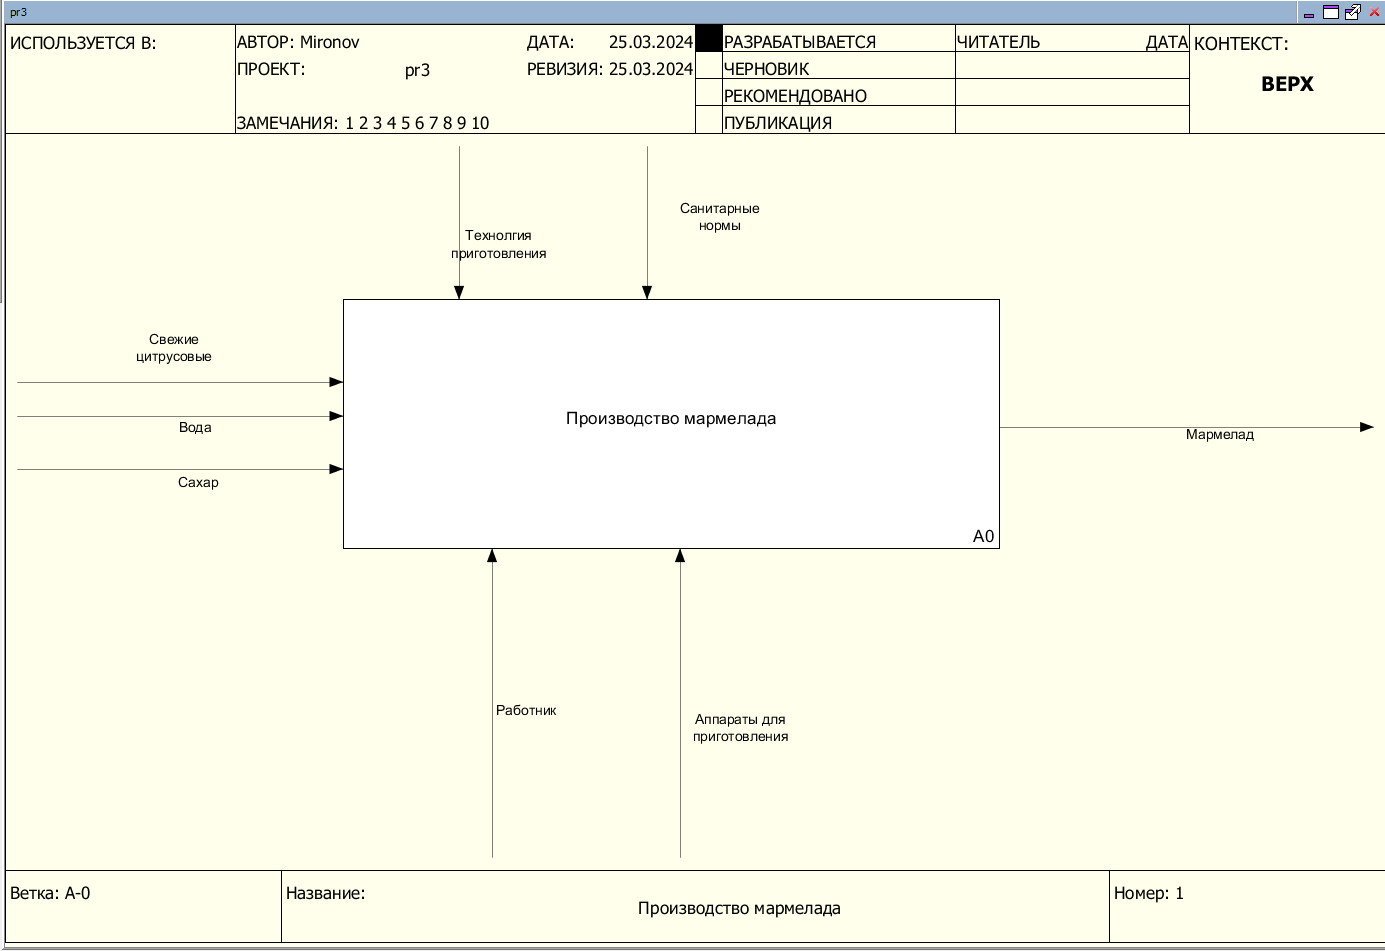 pr3
ИСПОЛЬЗУЕТСЯ В:
АВТОР: Mironov
ДАТА: 25.03.2024
ПРОЕКТ: pr3
РЕВИЗИЯ: 25.03.2024
ЗАМЕЧАНИЯ: 1 2 3 4 5 6 7 8 9 10
РАЗРАБАТЫВАЕТСЯ
ЧЕРНОВИК
РЕКОМЕНДОВАНО
ПУБЛИКАЦИЯ
ЧИТАТЕЛЬ ДАТА
КОНТЕКСТ:
ВЕРХ
Технолгия
приготовления
Санитарные
нормы
Свежие
цитрусовые
Вода
Сахар
Производство мармелада
A0
Мармелад
Работник
Аппараты для
приготовления
Ветка: A-0
Название:
Производство мармелада
Номер: 1